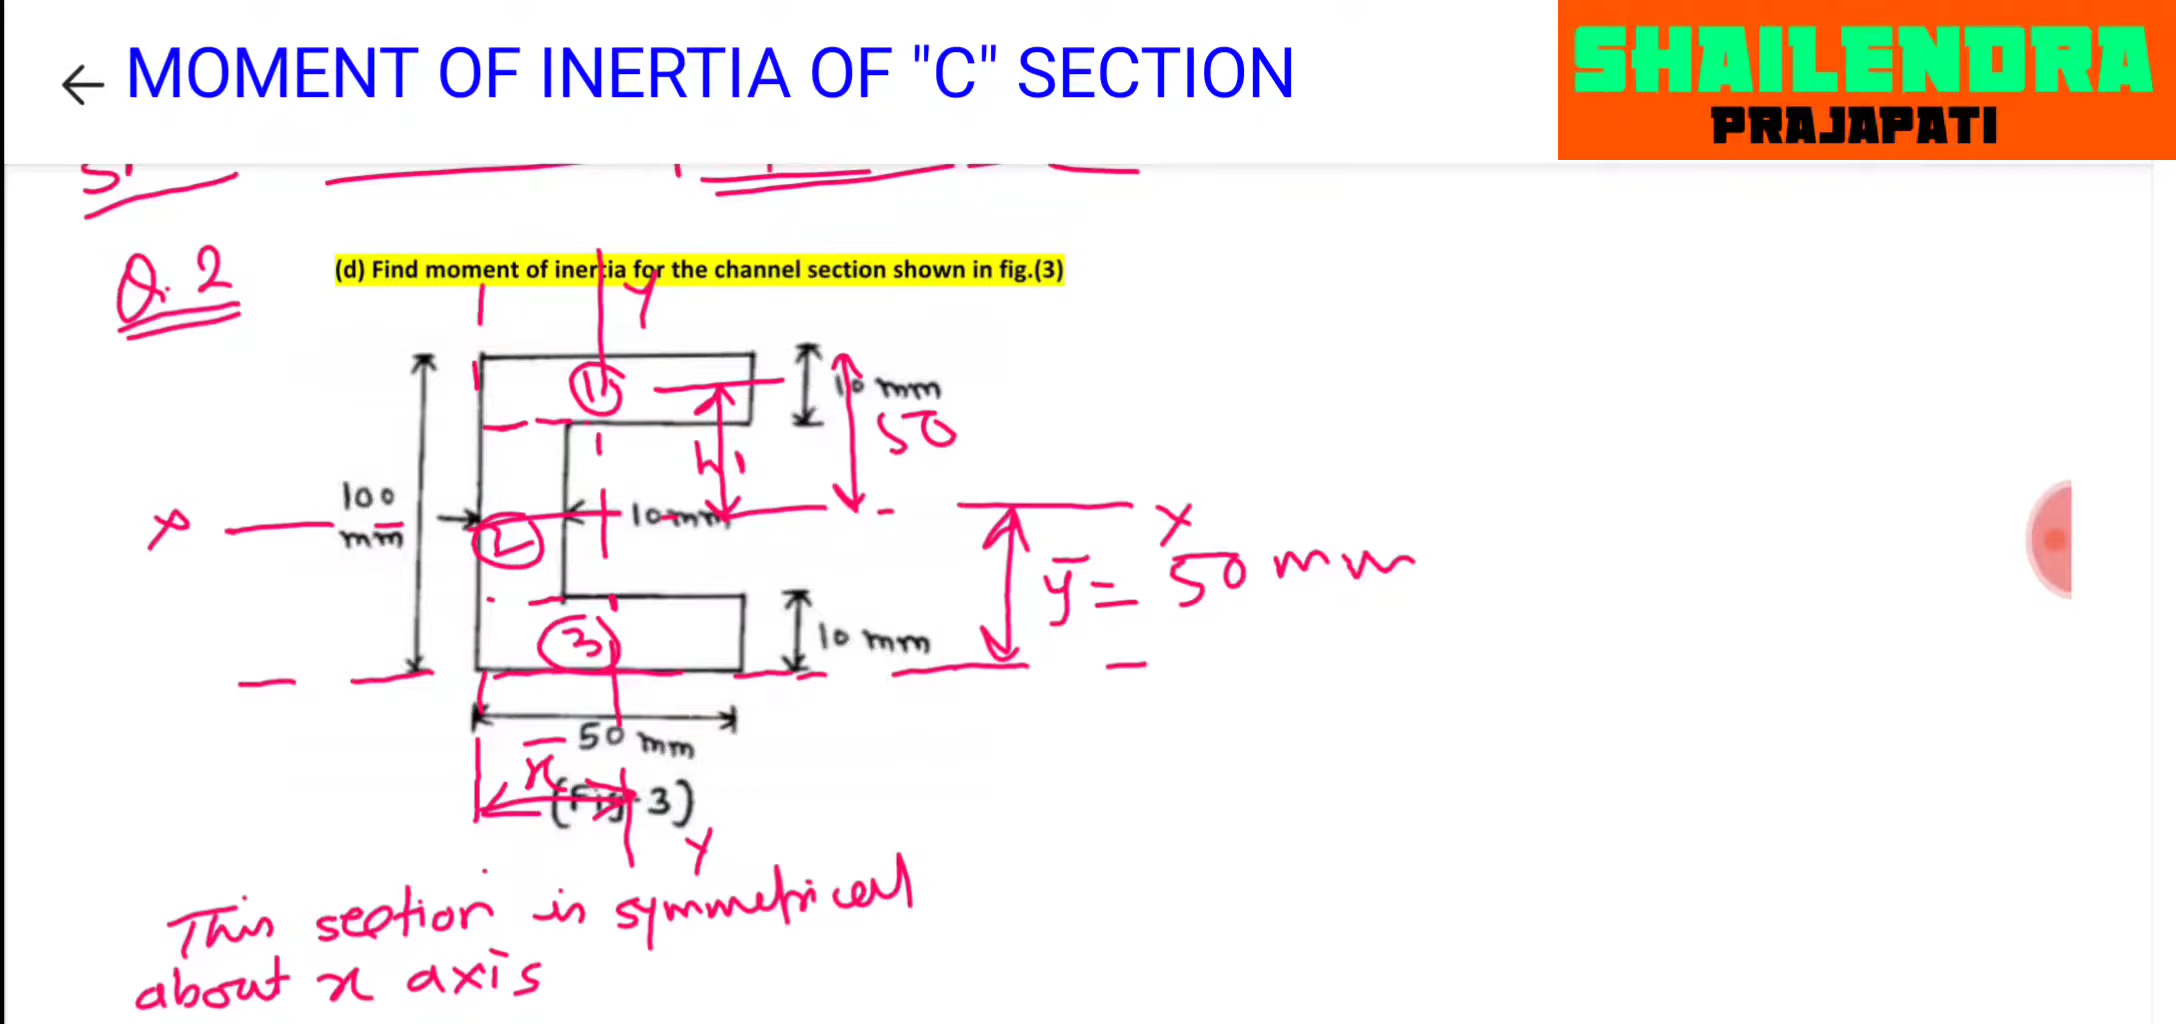 ← MOMENT OF INERTIA OF "C" SECTION
SHAILENDRA
PRAJAPATI
Q. 2
(d) Find moment of inertia for the channel section shown in fig.(3)
Y
1
10 mm
50
h1
100
mm
x
2
10mm
x
ȳ = 50 mm
3
10 mm
50 mm
x̄
(Fig. 3)
Y
This section is symmetrical
about x axis